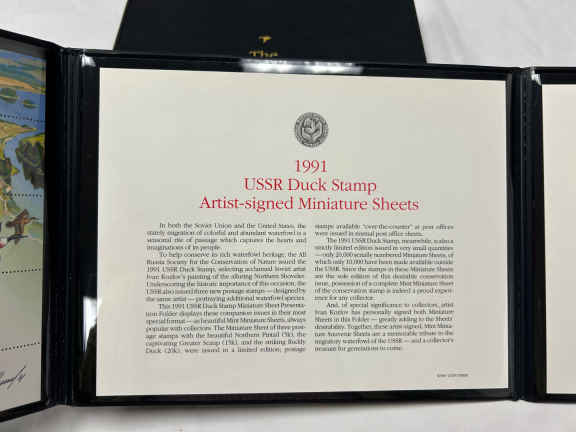 The
1991
USSR Duck Stamp
Artist-signed Miniature Sheets
In both the Soviet Union and the United States, the
stately migration of colorful and abundant waterfowl is a
seasonal rite of passage which captures the hearts and
imaginations of its people.
To help conserve its rich waterfowl heritage, the All
Russia Society for the Conservation of Nature issued the
1991 USSR Duck Stamp, selecting acclaimed Soviet artist
Ivan Kozlov's painting of the alluring Northern Shoveler.
Underscoring the historic importance of this occasion, the
USSR also issued three new postage stamps — designed by
the same artist — portraying additional waterfowl species.
This 1991 USSR Duck Stamp Miniature Sheet Presenta-
tion Folder displays these companion issues in their most
special format — as beautiful Mint Miniature Sheets, always
popular with collectors. The Miniature Sheet of three post-
age stamps with the beautiful Northern Pintail (5k), the
captivating Greater Scaup (15k), and the striking Ruddy
Duck (20k), were issued in a limited edition; postage
stamps available "over-the-counter" at post offices
were issued in normal post office sheets.
The 1991 USSR Duck Stamp, meanwhile, is also a
strictly limited edition issued in very small quantities
— only 20,000 serially numbered Miniature Sheets, of
which only 10,000 have been made available outside
the USSR. Since the stamps in these Miniature Sheets
are the sole edition of this desirable conservation
issue, possession of a complete Mint Miniature Sheet
of the conservation stamp is indeed a proud experi-
ence for any collector.
And, of special significance to collectors, artist
Ivan Kozlov has personally signed both Miniature
Sheets in this Folder — greatly adding to the Sheets'
desirability. Together, these artist-signed, Mint Minia-
ture Souvenir Sheets are a memorable tribute to the
migratory waterfowl of the USSR — and a collector's
treasure for generations to come.